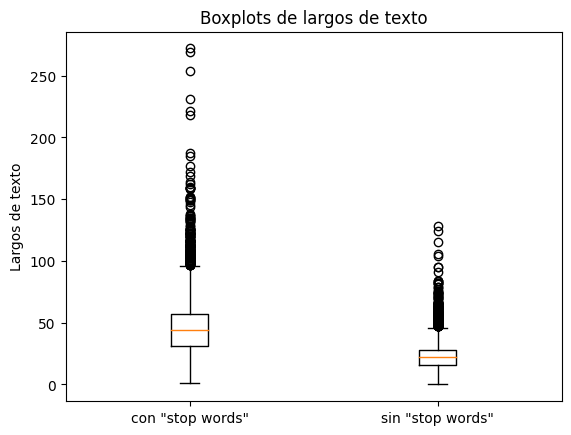 Boxplots de largos de texto
Largos de texto
250
200
150
100
50
0
con "stop words"
sin "stop words"